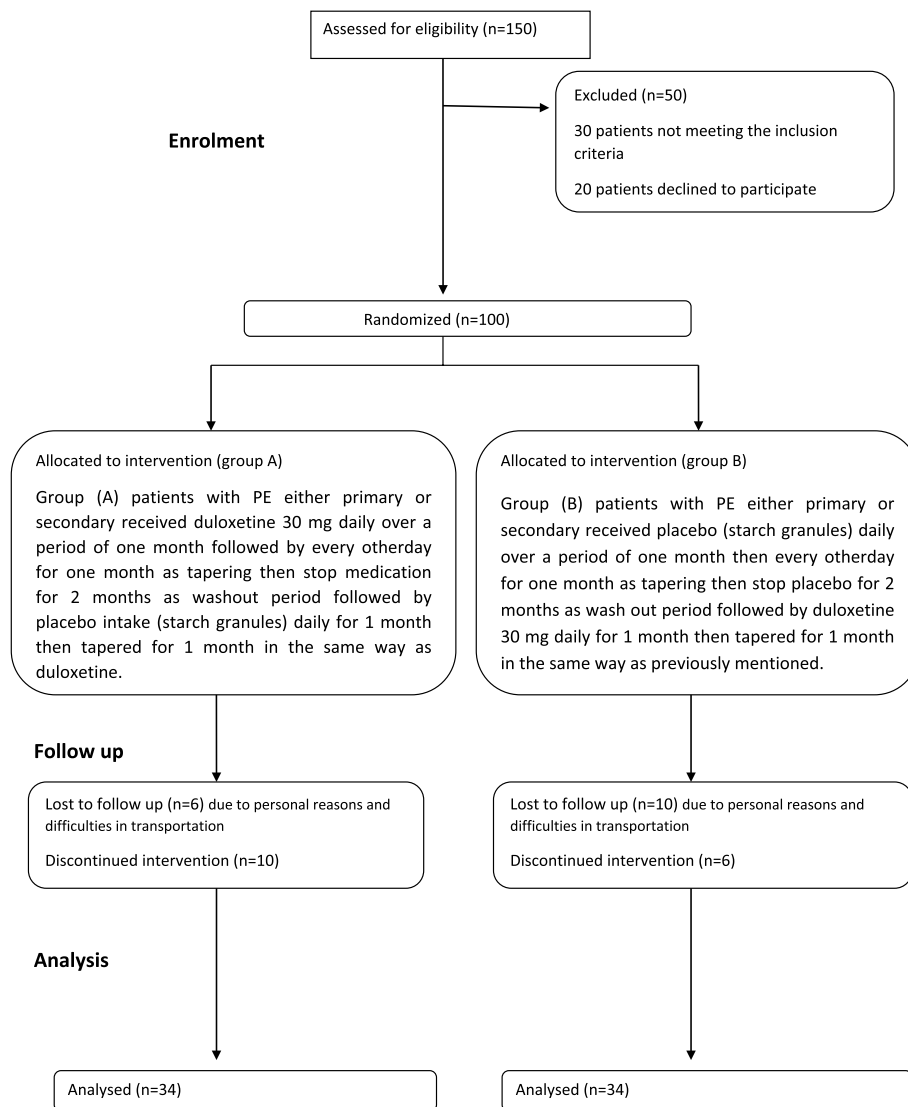 Assessed for eligibility (n=150)
Excluded (n=50)
30 patients not meeting the inclusion
criteria
20 patients declined to participate
Enrolment
Randomized (n=100)
Allocated to intervention (group A)
Group (A) patients with PE either primary or
secondary received duloxetine 30 mg daily over a
period of one month followed by every otherday
for one month as tapering then stop medication
for 2 months as washout period followed by
placebo intake (starch granules) daily for 1 month
then tapered for 1 month in the same way as
duloxetine.
Allocated to intervention (group B)
Group (B) patients with PE either primary or
secondary received placebo (starch granules) daily
over a period of one month then every otherday
for one month as tapering then stop placebo for 2
months as wash out period followed by duloxetine
30 mg daily for 1 month then tapered for 1 month
in the same way as previously mentioned.
Follow up
Lost to follow up (n=6) due to personal reasons and
difficulties in transportation
Discontinued intervention (n=10)
Lost to follow up (n=10) due to personal reasons and
difficulties in transportation
Discontinued intervention (n=6)
Analysis
Analysed (n=34)
Analysed (n=34)